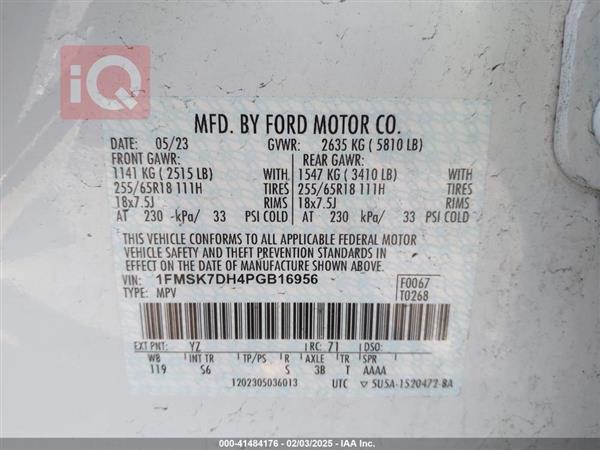 iQ
MFD. BY FORD MOTOR CO.
DATE: 05/23 GVWR: 2635 KG ( 5810 LB)
FRONT GAWR: REAR GAWR:
1141 KG ( 2515 LB) WITH 1547 KG ( 3410 LB) WITH
255/65R18 111H TIRES 255/65R18 111H TIRES
18x7.5J RIMS 18x7.5J RIMS
AT 230 -kPa/ 33 PSI COLD AT 230 kPa/ 33 PSI COLD
THIS VEHICLE CONFORMS TO ALL APPLICABLE FEDERAL MOTOR
VEHICLE SAFETY AND THEFT PREVENTION STANDARDS IN
EFFECT ON THE DATE OF MANUFACTURE SHOWN ABOVE.
VIN: 1FMSK7DH4PGB16956 F0067
TYPE: MPV T0268
EXT PNT: YZ RC: 71 DSO:
WB INT TR TP/PS R AXLE TR SPR
119 S6 S 3B T AAAA
1202305036013 UTC ▽ 5U5A-1520472-BA
000-41484176 | 02/03/2025 | IAA Inc.